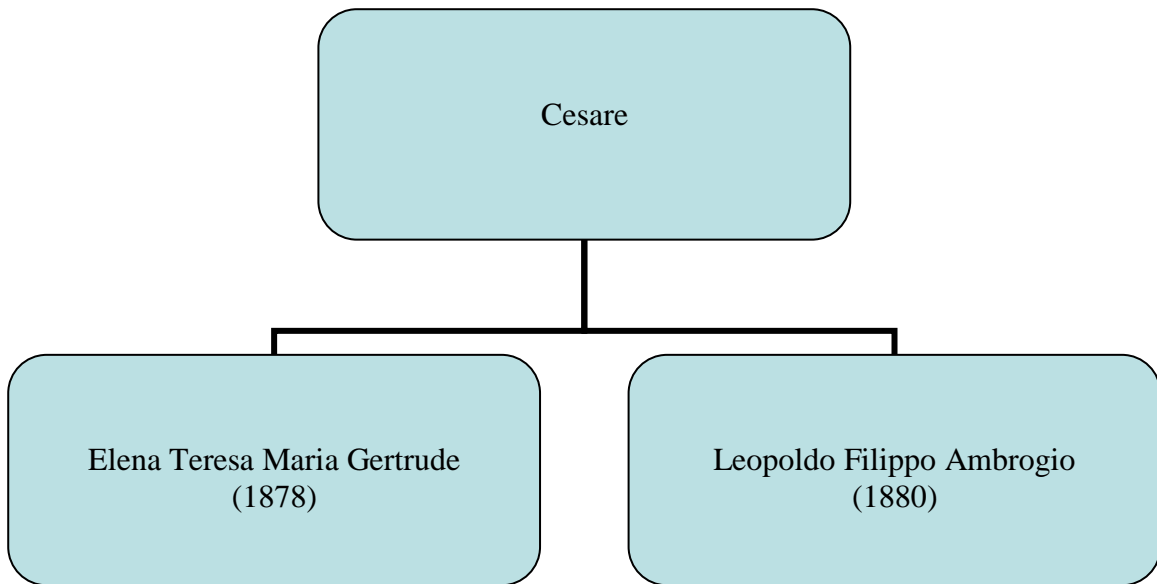 Cesare
Elena Teresa Maria Gertrude
(1878)
Leopoldo Filippo Ambrogio
(1880)